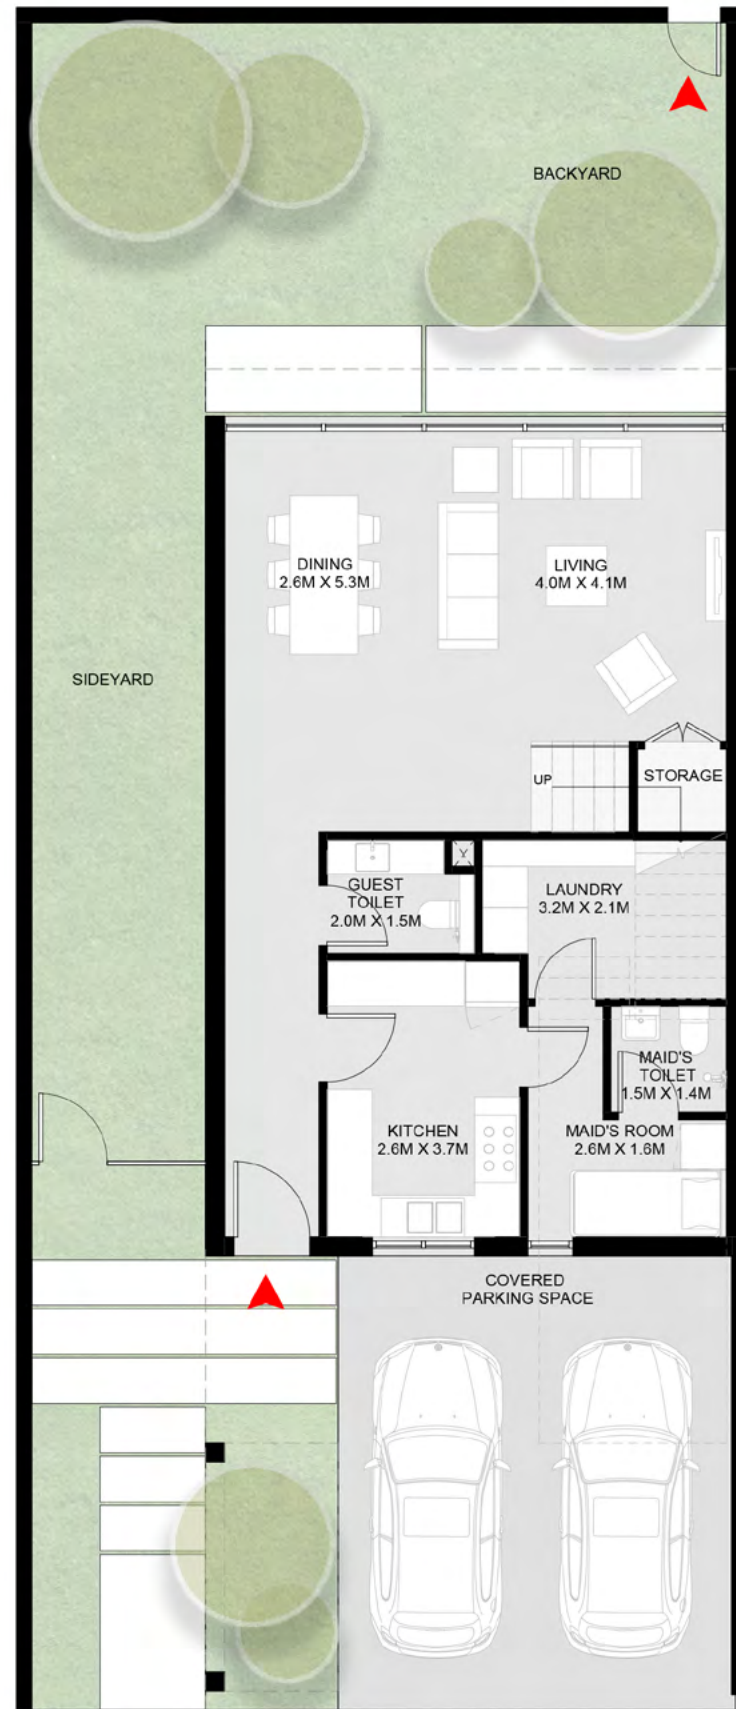 BACKYARD
DINING
2.6M X 5.3M
LIVING
4.0M X 4.1M
SIDEYARD
UP
STORAGE
Y
GUEST
TOILET
2.0M X 1.5M
LAUNDRY
3.2M X 2.1M
MAID'S
TOILET
1.5M X 1.4M
KITCHEN
2.6M X 3.7M
MAID'S ROOM
2.6M X 1.6M
COVERED
PARKING SPACE